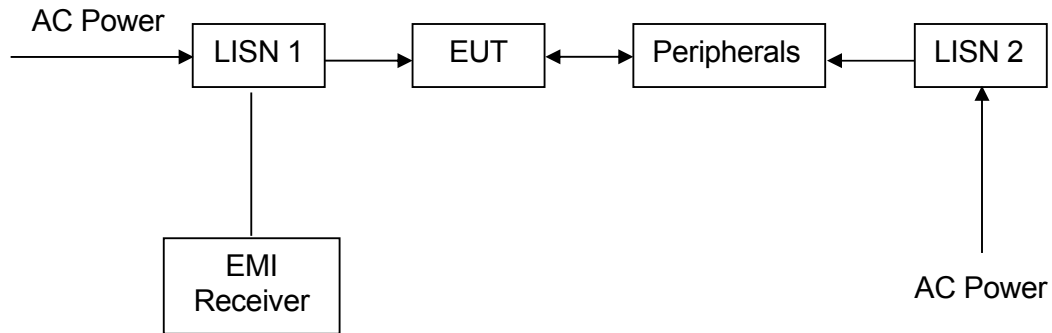 AC Power
LISN 1
EUT
Peripherals
LISN 2
EMI
Receiver
AC Power